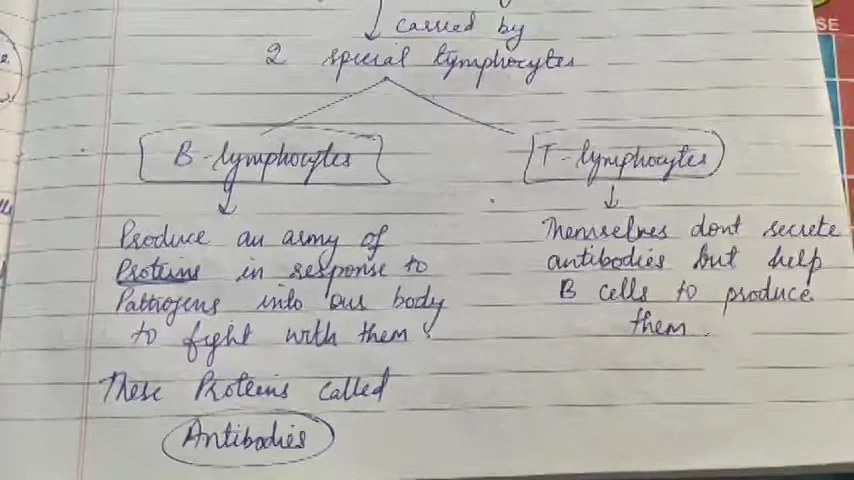 carried by
2 special lymphocytes
B-lymphocytes
T-lymphocytes
Produce an army of
Proteins in response to
Pathogens into our body
to fight with them.
These Proteins called
Antibodies
Themselves dont secrete
antibodies but help
B cells to produce
them.
SE